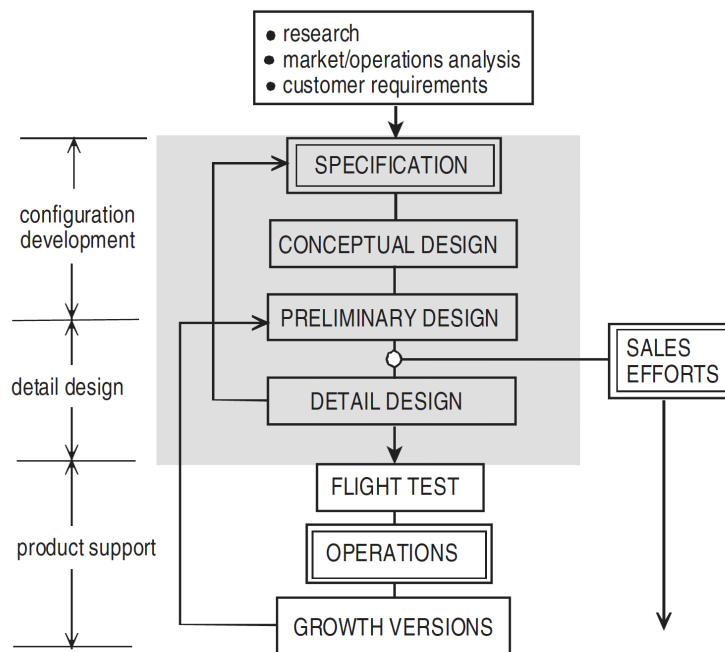 • research
• market/operations analysis
• customer requirements
SPECIFICATION
configuration
development
CONCEPTUAL DESIGN
PRELIMINARY DESIGN
SALES
EFFORTS
detail design
DETAIL DESIGN
FLIGHT TEST
product support
OPERATIONS
GROWTH VERSIONS